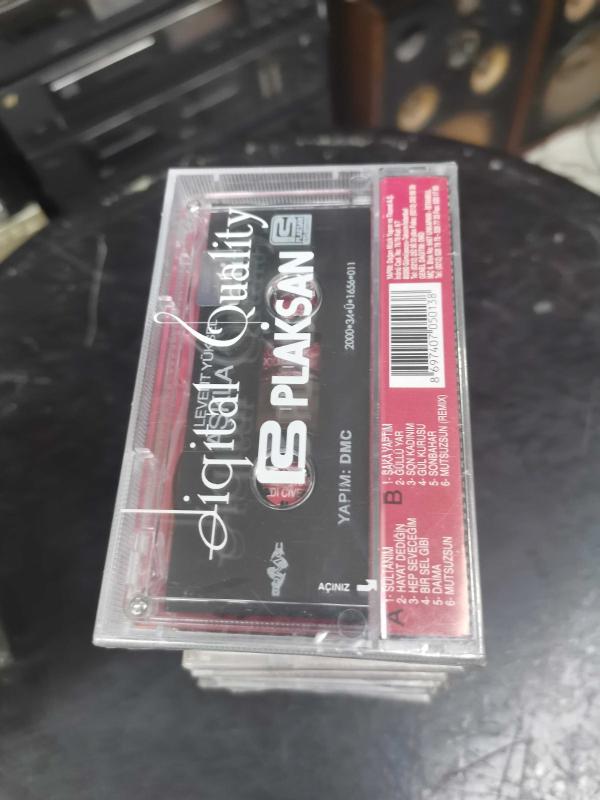 Digital Quality
PLAKSAN
LEVENT YÜKSEL
ASLA
2000•34•Ü•1656•011
YAPIM: DMC
AÇINIZ
A
1- SULTANIM
2- HAYAT DEDİĞİN
3- HEP SEVECEĞİM
4- BİR SEL GİBİ
5- DAİMA
6- MUTSUZSUN
B
1- ŞAKA YAPTIM
2- GÜLLÜ YAR
3- SON KADINIM
4- GÜL KURUSU
5- SONBAHAR
6- MUTSUZSUN (REMIX)
8 697407 050138